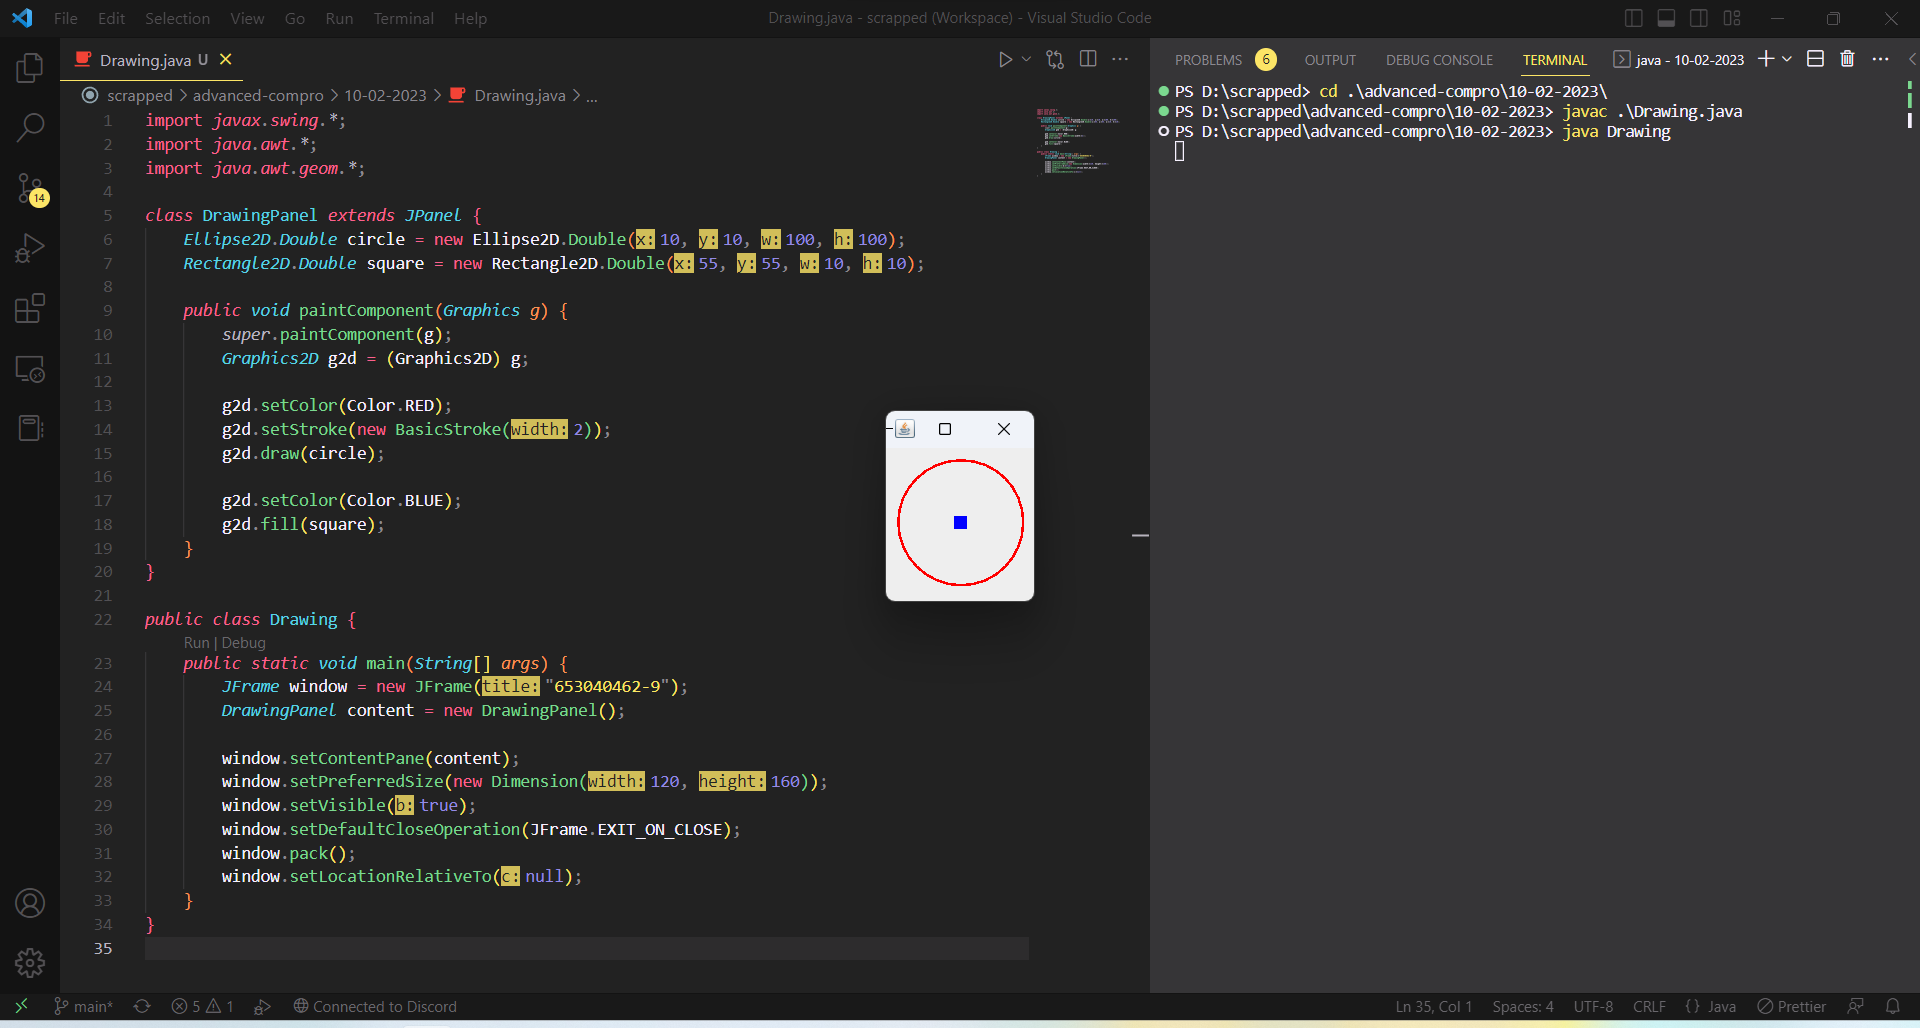 File Edit Selection View Go Run Terminal Help
Drawing.java - scrapped (Workspace) - Visual Studio Code
Drawing.java U
scrapped > advanced-compro > 10-02-2023 > Drawing.java > ...
1 import javax.swing.*;
2 import java.awt.*;
3 import java.awt.geom.*;
4
5 class DrawingPanel extends JPanel {
6 Ellipse2D.Double circle = new Ellipse2D.Double(x: 10, y: 10, w: 100, h: 100);
7 Rectangle2D.Double square = new Rectangle2D.Double(x: 55, y: 55, w: 10, h: 10);
8
9 public void paintComponent(Graphics g) {
10 super.paintComponent(g);
11 Graphics2D g2d = (Graphics2D) g;
12
13 g2d.setColor(Color.RED);
14 g2d.setStroke(new BasicStroke(width: 2));
15 g2d.draw(circle);
16
17 g2d.setColor(Color.BLUE);
18 g2d.fill(square);
19 }
20 }
21
22 public class Drawing {
Run | Debug
23 public static void main(String[] args) {
24 JFrame window = new JFrame(title: "653040462-9");
25 DrawingPanel content = new DrawingPanel();
26
27 window.setContentPane(content);
28 window.setPreferredSize(new Dimension(width: 120, height: 160));
29 window.setVisible(b: true);
30 window.setDefaultCloseOperation(JFrame.EXIT_ON_CLOSE);
31 window.pack();
32 window.setLocationRelativeTo(c: null);
33 }
34 }
35
14
PROBLEMS 6 OUTPUT DEBUG CONSOLE TERMINAL java - 10-02-2023
PS D:\scrapped> cd .\advanced-compro\10-02-2023\
PS D:\scrapped\advanced-compro\10-02-2023> javac .\Drawing.java
PS D:\scrapped\advanced-compro\10-02-2023> java Drawing
main* 5 1 Connected to Discord
Ln 35, Col 1 Spaces: 4 UTF-8 CRLF {} Java Prettier